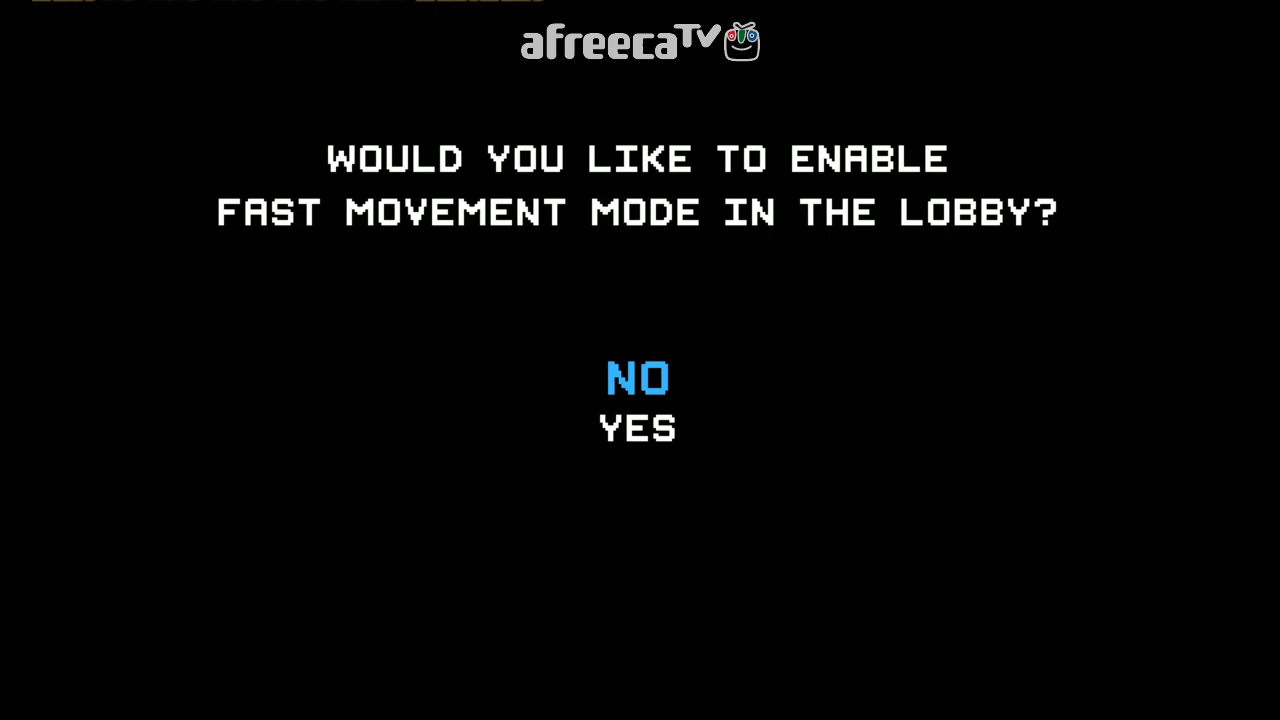 afreecaTV
WOULD YOU LIKE TO ENABLE
FAST MOVEMENT MODE IN THE LOBBY?
NO
YES